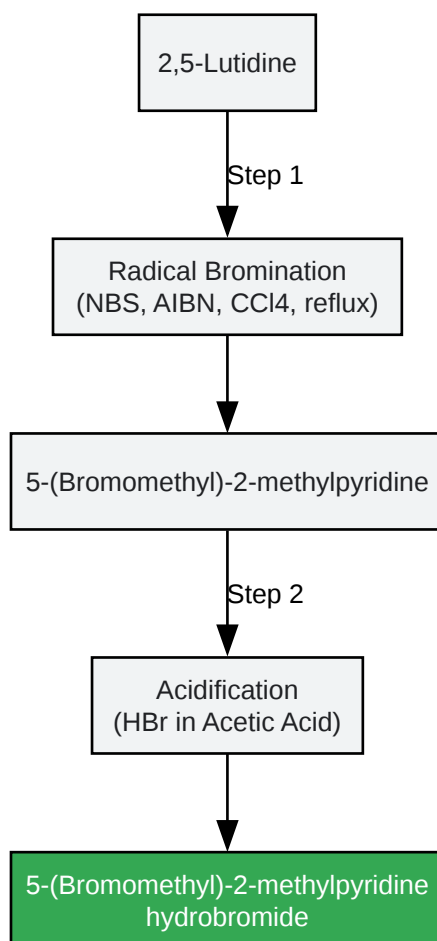 2,5-Lutidine
Step 1
Radical Bromination
(NBS, AIBN, CCl4, reflux)
5-(Bromomethyl)-2-methylpyridine
Step 2
Acidification
(HBr in Acetic Acid)
5-(Bromomethyl)-2-methylpyridine
hydrobromide